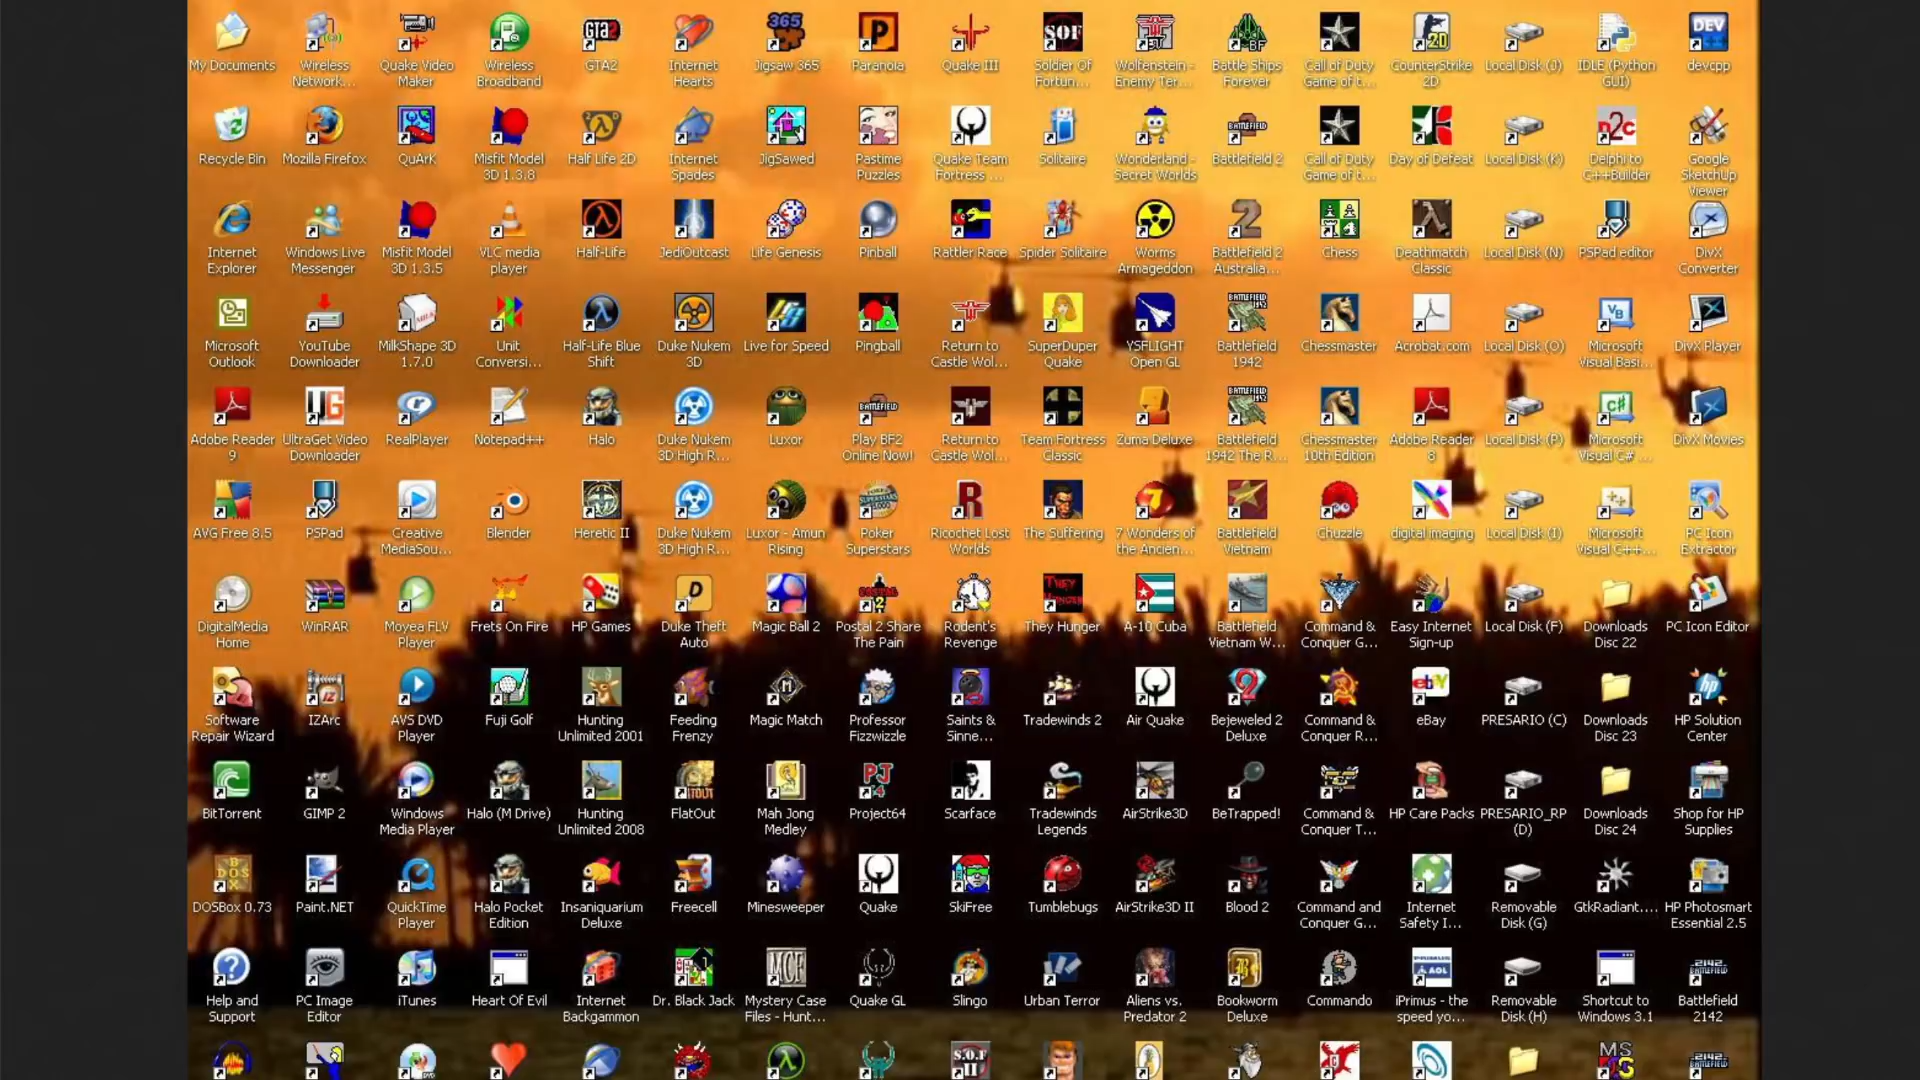 My Documents
Wireless Network...
Quake Video Maker
Wireless Broadband
GTA2
Internet Hearts
Jigsaw 365
Paranoia
Quake III
Soldier Of Fortun...
Wolfenstein - Enemy Ter...
Battle Ships Forever
Call of Duty Game of t...
CounterStrike 2D
Local Disk (J)
IDLE (Python GUI)
devcpp
Recycle Bin
Mozilla Firefox
QuArK
Misfit Model 3D 1.3.8
Half Life 2D
Internet Spades
JigSawed
Pastime Puzzles
Quake Team Fortress ...
Solitaire
Wonderland - Secret Worlds
Battlefield 2
Call of Duty Game of t...
Day of Defeat
Local Disk (K)
Delphi to C++Builder
Google SketchUp Viewer
Internet Explorer
Windows Live Messenger
Misfit Model 3D 1.3.5
VLC media player
Half-Life
JediOutcast
Life Genesis
Pinball
Rattler Race
Spider Solitaire
Worms Armageddon
Battlefield 2 Australia...
Chess
Deathmatch Classic
Local Disk (N)
PSPad editor
DivX Converter
Microsoft Outlook
YouTube Downloader
MilkShape 3D 1.7.0
Unit Conversi...
Half-Life Blue Shift
Duke Nukem 3D
Live for Speed
Pingball
Return to Castle Wol...
SuperDuper Quake
YSFLIGHT Open GL
Battlefield 1942
Chessmaster
Acrobat.com
Local Disk (O)
Microsoft Visual Basi...
DivX Player
Adobe Reader 9
UltraGet Video Downloader
RealPlayer
Notepad++
Halo
Duke Nukem 3D High R...
Luxor
Play BF2 Online Now!
Return to Castle Wol...
Team Fortress Classic
Zuma Deluxe
Battlefield 1942 The R...
Chessmaster 10th Edition
Adobe Reader 8
Local Disk (P)
Microsoft Visual C# ...
DivX Movies
AVG Free 8.5
PSPad
Creative MediaSou...
Blender
Heretic II
Duke Nukem 3D High R...
Luxor - Amun Rising
Poker Superstars
Ricochet Lost Worlds
The Suffering
7 Wonders of the Ancien...
Battlefield Vietnam
Chuzzle
digital imaging
Local Disk (I)
Microsoft Visual C++...
PC Icon Extractor
DigitalMedia Home
WinRAR
Moyea FLV Player
Frets On Fire
HP Games
Duke Theft Auto
Magic Ball 2
Postal 2 Share The Pain
Rodent's Revenge
They Hunger
A-10 Cuba
Battlefield Vietnam W...
Command & Conquer G...
Easy Internet Sign-up
Local Disk (F)
Downloads Disc 22
PC Icon Editor
Software Repair Wizard
IZArc
AVS DVD Player
Fuji Golf
Hunting Unlimited 2001
Feeding Frenzy
Magic Match
Professor Fizzwizzle
Saints & Sinne...
Tradewinds 2
Air Quake
Bejeweled 2 Deluxe
Command & Conquer R...
eBay
PRESARIO (C)
Downloads Disc 23
HP Solution Center
BitTorrent
GIMP 2
Windows Media Player
Halo (M Drive)
Hunting Unlimited 2008
FlatOut
Mah Jong Medley
Project64
Scarface
Tradewinds Legends
AirStrike3D
BeTrapped!
Command & Conquer T...
HP Care Packs
PRESARIO_RP (D)
Downloads Disc 24
Shop for HP Supplies
DOSBox 0.73
Paint.NET
QuickTime Player
Halo Pocket Edition
Insaniquarium Deluxe
Freecell
Minesweeper
Quake
SkiFree
Tumblebugs
AirStrike3D II
Blood 2
Command and Conquer G...
Internet Safety I...
Removable Disk (G)
GtkRadiant....
HP Photosmart Essential 2.5
Help and Support
PC Image Editor
iTunes
Heart Of Evil
Internet Backgammon
Dr. Black Jack
Mystery Case Files - Hunt...
Quake GL
Slingo
Urban Terror
Aliens vs. Predator 2
Bookworm Deluxe
Commando
iPrimus - the speed yo...
Removable Disk (H)
Shortcut to Windows 3.1
Battlefield 2142